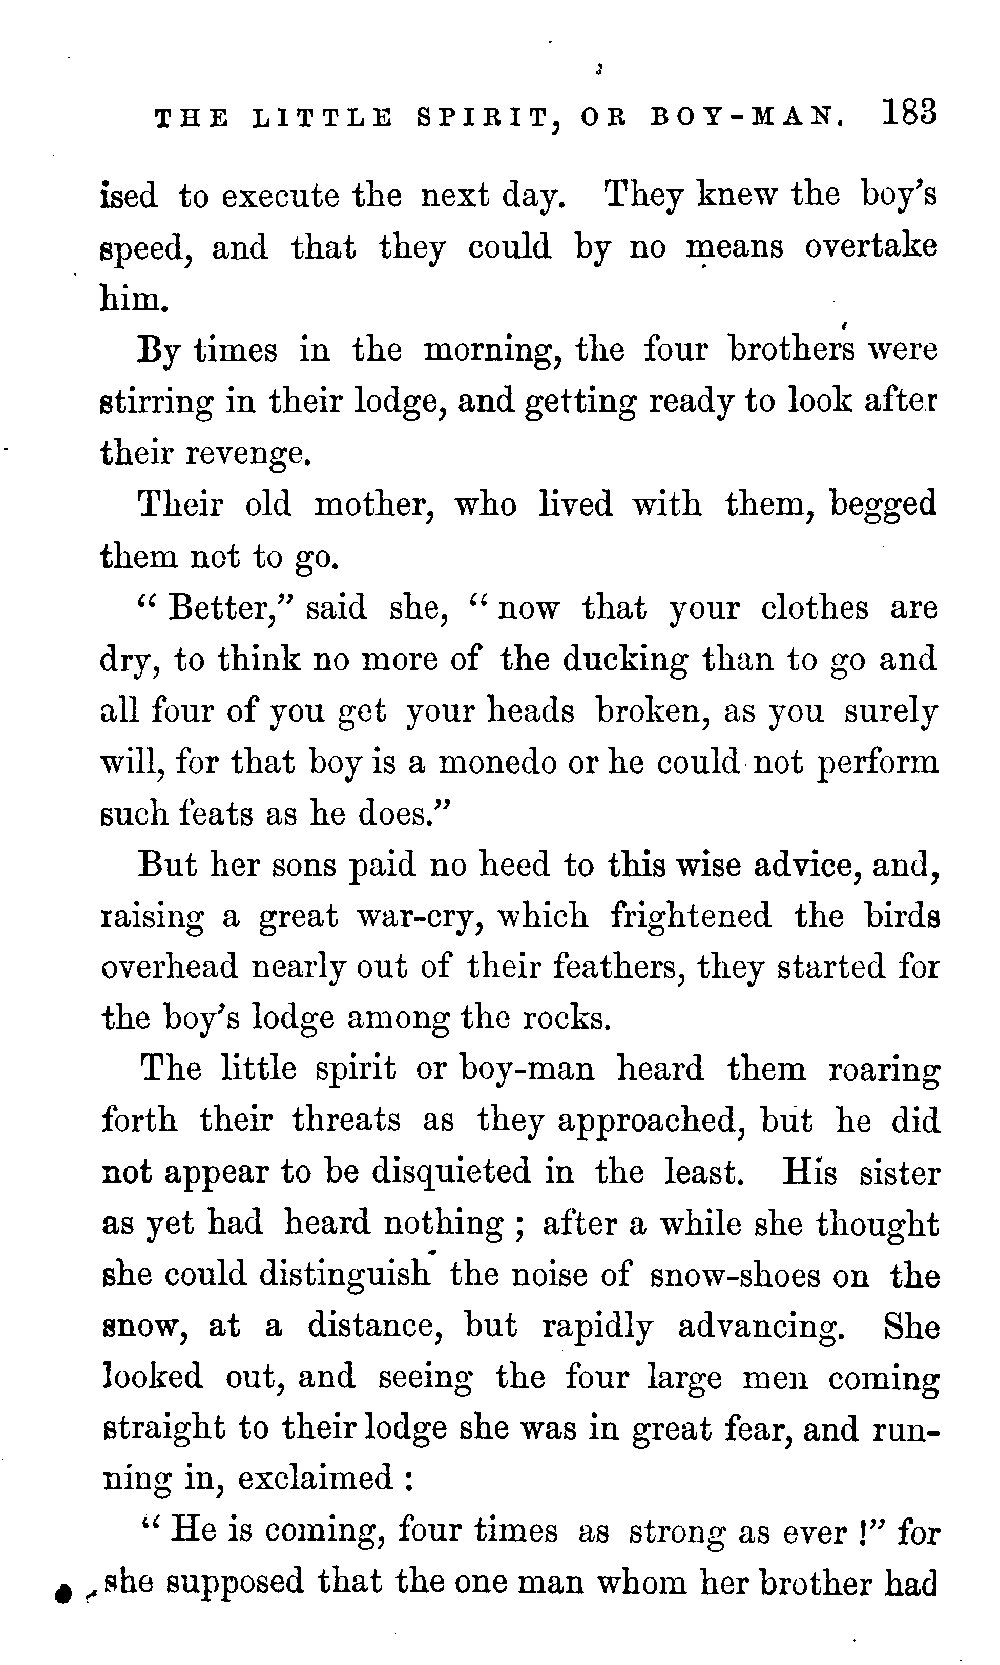 THE LITTLE SPIRIT, OR BOY-MAN. 183
ised to execute the next day. They knew the boy's
speed, and that they could by no means overtake
him.
By times in the morning, the four brothers were
stirring in their lodge, and getting ready to look after
their revenge.
Their old mother, who lived with them, begged
them not to go.
" Better," said she, " now that your clothes are
dry, to think no more of the ducking than to go and
all four of you get your heads broken, as you surely
will, for that boy is a monedo or he could not perform
such feats as he does."
But her sons paid no heed to this wise advice, and,
raising a great war-cry, which frightened the birds
overhead nearly out of their feathers, they started for
the boy's lodge among the rocks.
The little spirit or boy-man heard them roaring
forth their threats as they approached, but he did
not appear to be disquieted in the least. His sister
as yet had heard nothing ; after a while she thought
she could distinguish the noise of snow-shoes on the
snow, at a distance, but rapidly advancing. She
looked out, and seeing the four large men coming
straight to their lodge she was in great fear, and run-
ning in, exclaimed :
" He is coming, four times as strong as ever !" for
she supposed that the one man whom her brother had